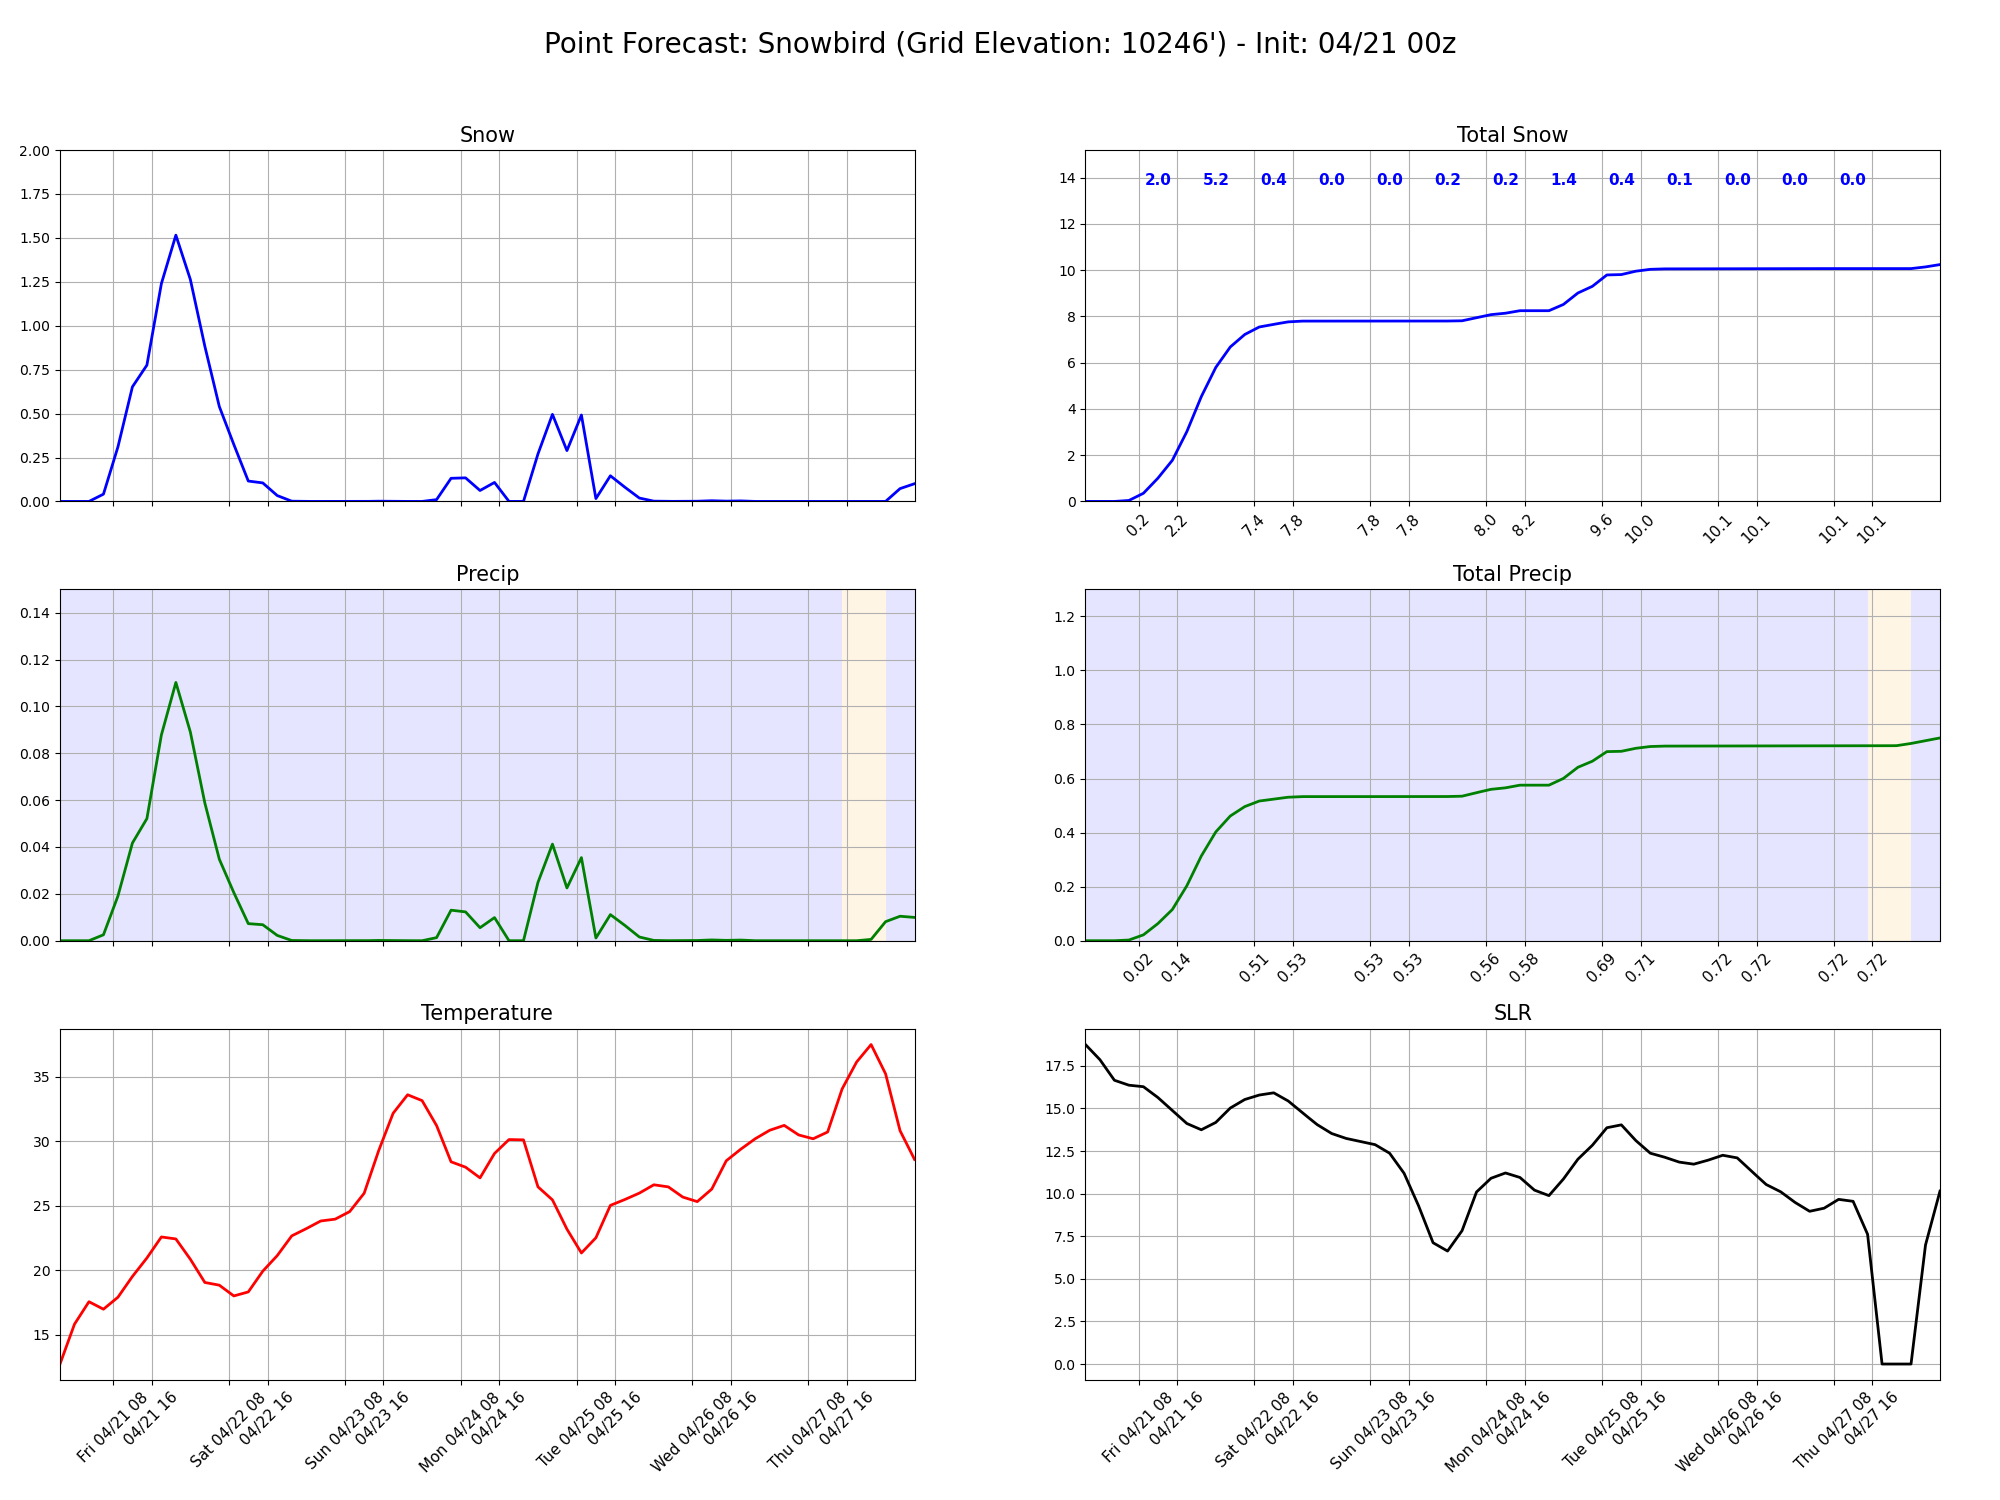 Point Forecast: Snowbird (Grid Elevation: 10246') - Init: 04/21 00z
Snow
2.00
1.75
1.50
1.25
1.00
0.75
0.50
0.25
0.00
Total Snow
14
12
10
8
6
4
2
0
2.0 5.2 0.4 0.0 0.0 0.2 0.2 1.4 0.4 0.1 0.0 0.0 0.0
0.2 2.2 7.4 7.8 7.8 7.8 8.0 8.2 9.6 10.0 10.1 10.1 10.1 10.1
Precip
0.14
0.12
0.10
0.08
0.06
0.04
0.02
0.00
Total Precip
1.2
1.0
0.8
0.6
0.4
0.2
0.0
0.02 0.14 0.51 0.53 0.53 0.53 0.56 0.58 0.69 0.71 0.72 0.72 0.72 0.72
Temperature
35
30
25
20
15
Fri 04/21 08
04/21 16
Sat 04/22 08
04/22 16
Sun 04/23 08
04/23 16
Mon 04/24 08
04/24 16
Tue 04/25 08
04/25 16
Wed 04/26 08
04/26 16
Thu 04/27 08
04/27 16
SLR
17.5
15.0
12.5
10.0
7.5
5.0
2.5
0.0
Fri 04/21 08
04/21 16
Sat 04/22 08
04/22 16
Sun 04/23 08
04/23 16
Mon 04/24 08
04/24 16
Tue 04/25 08
04/25 16
Wed 04/26 08
04/26 16
Thu 04/27 08
04/27 16